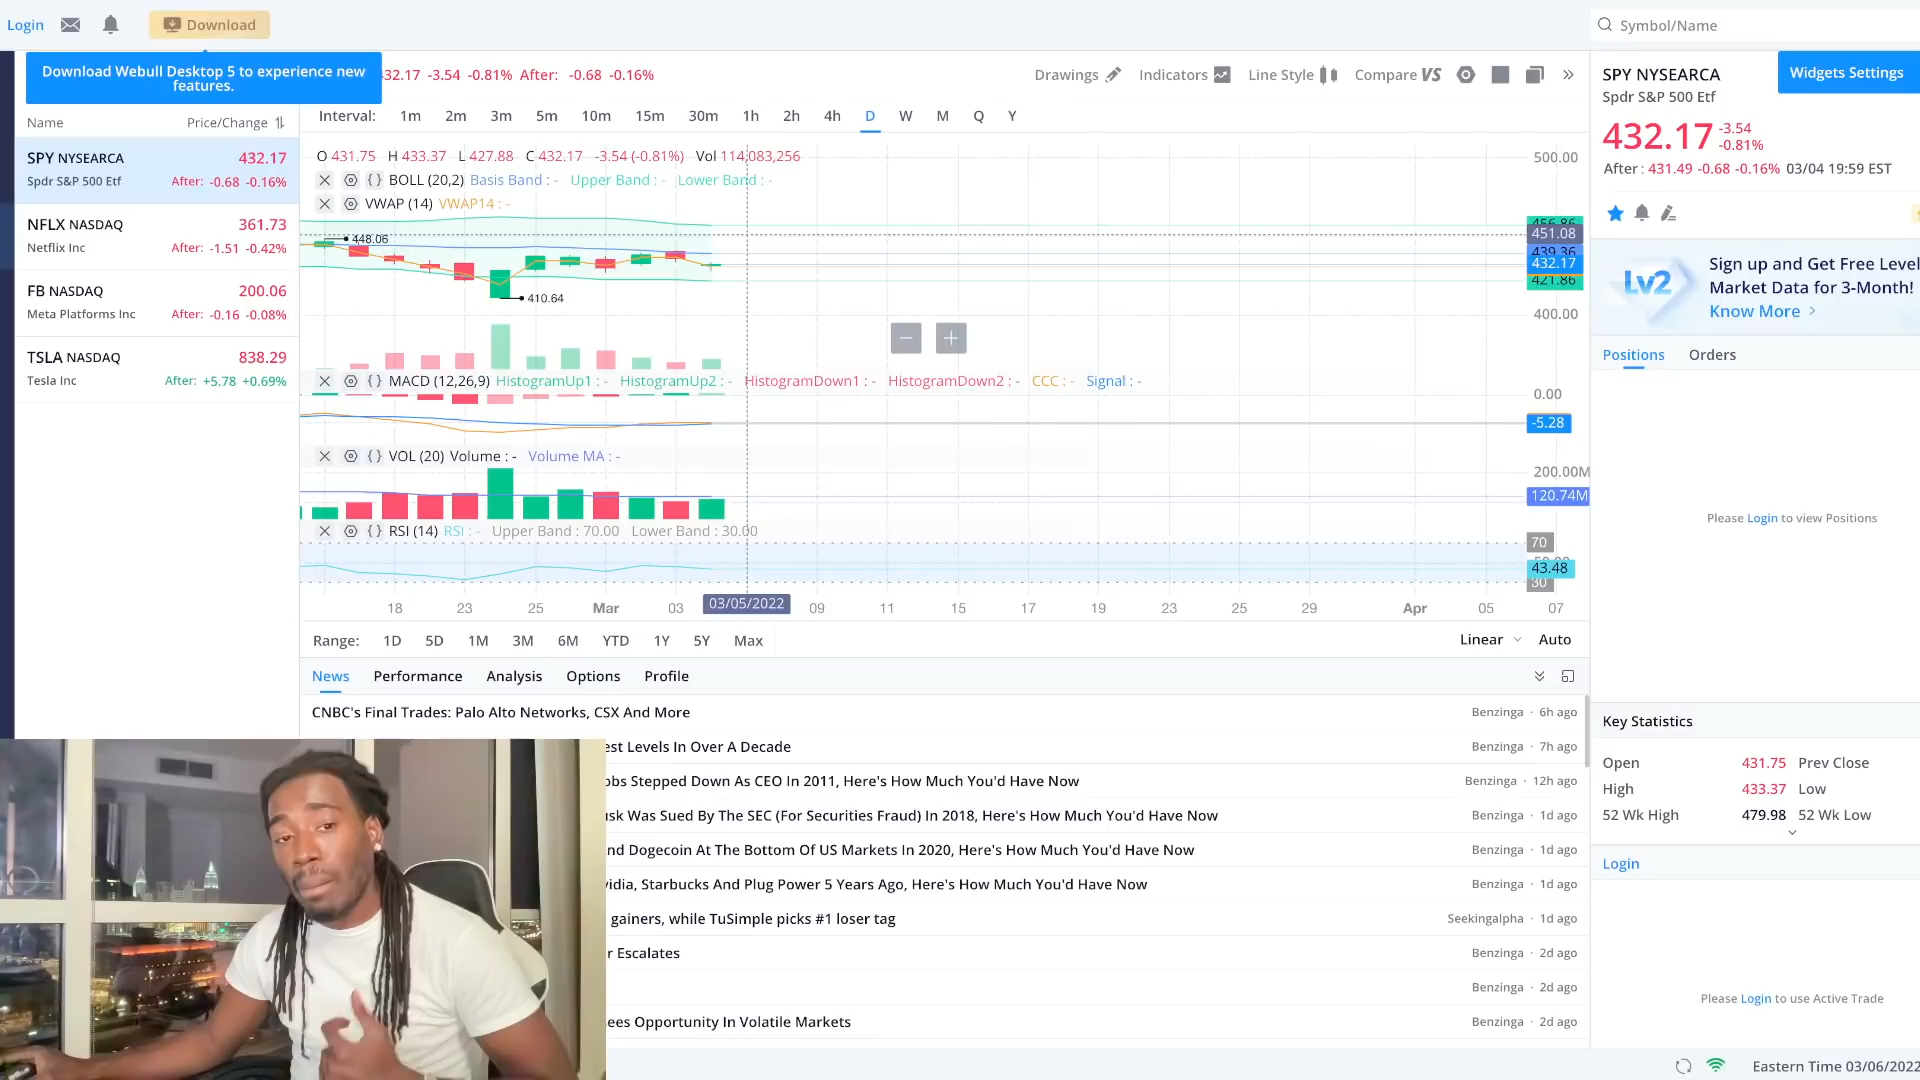 Login
Download
Symbol/Name
Download Webull Desktop 5 to experience new
features.
32.17 -3.54 -0.81% After: -0.68 -0.16%
Drawings
Indicators
Line Style
Compare VS
SPY NYSEARCA
Widgets Settings
Spdr S&P 500 Etf
432.17
-3.54
-0.81%
After : 431.49 -0.68 -0.16% 03/04 19:59 EST
Name
Price/Change
Interval: 1m 2m 3m 5m 10m 15m 30m 1h 2h 4h D W M Q Y
SPY NYSEARCA 432.17
Spdr S&P 500 Etf After: -0.68 -0.16%
NFLX NASDAQ 361.73
Netflix Inc After: -1.51 -0.42%
FB NASDAQ 200.06
Meta Platforms Inc After: -0.16 -0.08%
TSLA NASDAQ 838.29
Tesla Inc After: +5.78 +0.69%
O 431.75 H 433.37 L 427.88 C 432.17 -3.54 (-0.81%) Vol 114,083,256
BOLL (20,2) Basis Band : - Upper Band : - Lower Band : -
VWAP (14) VWAP14 : -
448.06
410.64
500.00
456.86
451.08
439.36
432.17
421.86
400.00
MACD (12,26,9) HistogramUp1 : - HistogramUp2 : - HistogramDown1 : - HistogramDown2 : - CCC : - Signal : -
0.00
-5.28
VOL (20) Volume : - Volume MA : -
200.00M
120.74M
RSI (14) RSI : - Upper Band : 70.00 Lower Band : 30.00
70
43.48
30
18 23 25 Mar 03 03/05/2022 09 11 15 17 19 23 25 29 Apr 05 07
Range: 1D 5D 1M 3M 6M YTD 1Y 5Y Max
Linear Auto
News Performance Analysis Options Profile
CNBC's Final Trades: Palo Alto Networks, CSX And More Benzinga · 6h ago
est Levels In Over A Decade Benzinga · 7h ago
obs Stepped Down As CEO In 2011, Here's How Much You'd Have Now Benzinga · 12h ago
usk Was Sued By The SEC (For Securities Fraud) In 2018, Here's How Much You'd Have Now Benzinga · 1d ago
nd Dogecoin At The Bottom Of US Markets In 2020, Here's How Much You'd Have Now Benzinga · 1d ago
vidia, Starbucks And Plug Power 5 Years Ago, Here's How Much You'd Have Now Benzinga · 1d ago
gainers, while TuSimple picks #1 loser tag Seekingalpha · 1d ago
r Escalates Benzinga · 2d ago
Benzinga · 2d ago
ees Opportunity In Volatile Markets Benzinga · 2d ago
Lv2
Sign up and Get Free Level
Market Data for 3-Month!
Know More
Positions Orders
Please Login to view Positions
Key Statistics
Open 431.75 Prev Close
High 433.37 Low
52 Wk High 479.98 52 Wk Low
Login
Please Login to use Active Trade
Eastern Time 03/06/2022